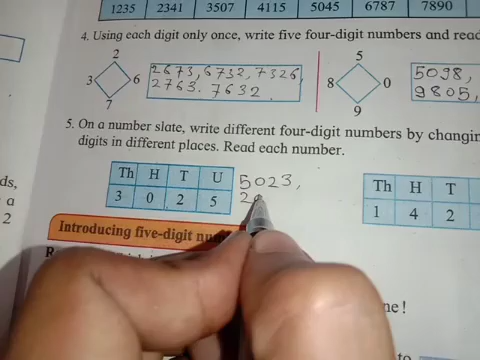 1235 2341 3507 4115 5045 6787 7890
4. Using each digit only once, write five four-digit numbers and read
2
3 6
7
2673, 6732, 7326,
2763. 7632
5
8 0
9
5098,
9805,
5. On a number slate, write different four-digit numbers by changin
digits in different places. Read each number.
Th H T U
3 0 2 5
5023,
Th H T
1 4 2
Introducing five-digit nu
ds,
a
2
ne!
to